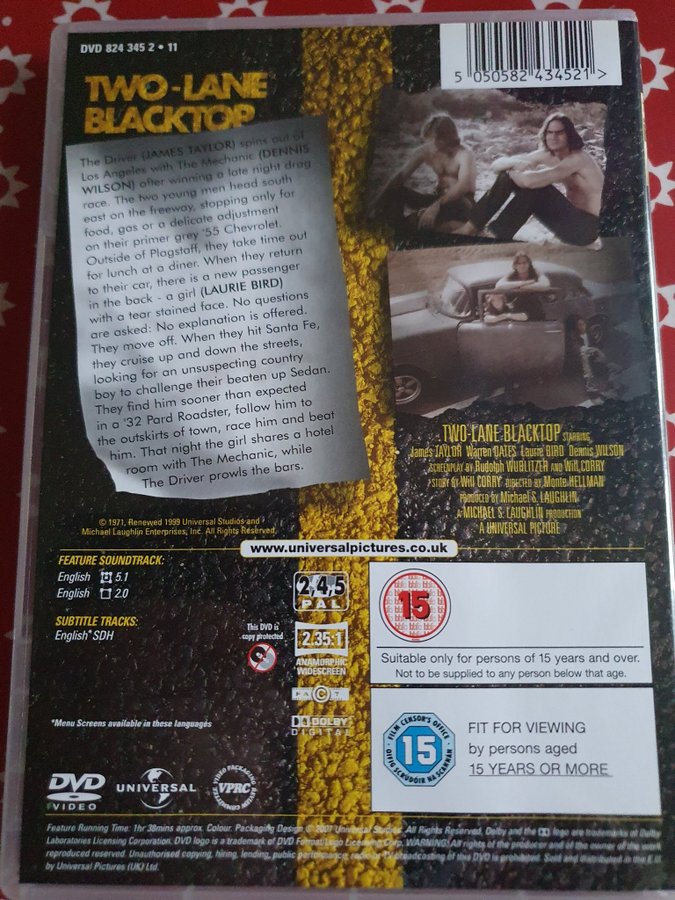 DVD 824 345 2 • 11
5 050582 434521 >
TWO-LANE
BLACKTOP
The Driver (JAMES TAYLOR) spins out of
Los Angeles with The Mechanic (DENNIS
WILSON) after winning a late night drag
race. The two young men head south
east on the freeway, stopping only for
food, gas or a delicate adjustment
on their primer grey '55 Chevrolet.
Outside of Plagstaff, they take time out
for lunch at a diner. When they return
to their car, there is a new passenger
in the back - a girl (LAURIE BIRD)
with a tear stained face. No questions
are asked: No explanation is offered.
They move off. When they hit Santa Fe,
they cruise up and down the streets,
looking for an unsuspecting country
boy to challenge their beaten up Sedan.
They find him sooner than expected
in a '32 Pard Roadster, follow him to
the outskirts of town, race him and beat
him. That night the girl shares a hotel
room with The Mechanic, while
The Driver prowls the bars.
TWO-LANE BLACKTOP STARRING
James TAYLOR Warren OATES Laurie BIRD Dennis WILSON
SCREENPLAY BY Rudolph WURLITZER AND Will CORRY
STORY BY Will CORRY DIRECTED BY Monte HELLMAN
PRODUCED BY Michael S. LAUGHLIN
A MICHAEL S. LAUGHLIN PRODUCTION
A UNIVERSAL PICTURE
© 1971, Renewed 1999 Universal Studios and
Michael Laughlin Enterprises, Inc. All Rights Reserved.
www.universalpictures.co.uk
FEATURE SOUNDTRACK:
English 5.1
English 2.0
SUBTITLE TRACKS:
English* SDH
This DVD is
copy protected
*Menu Screens available in these languages
2,4,5
PAL
2.35:1
ANAMORPHIC
WIDESCREEN
FACT
DOLBY
DIGITAL
15
Suitable only for persons of 15 years and over.
Not to be supplied to any person below that age.
FILM CENSOR'S OFFICE
15
OIFIG SCRÚDÓIR NA SCANNÁN
FIT FOR VIEWING
by persons aged
15 YEARS OR MORE
DVD
VIDEO
UNIVERSAL
VIDEO PACKAGING REVIEW COMMITTEE
VPRC
Feature Running Time: 1hr 38mins approx. Colour. Packaging Design © 2007 Universal Studios. All Rights Reserved. Dolby and the logo are trademarks of Dolby
Laboratories Licensing Corporation. DVD logo is a trademark of DVD Format/Logo Licensing Corp. WARNING: All rights of the producer and of the owner of the work
reproduced reserved. Unauthorised copying, hiring, lending, public performance, radio or TV broadcasting of this DVD is prohibited. Sold and distributed in the E.U.
by Universal Pictures (UK) Ltd.